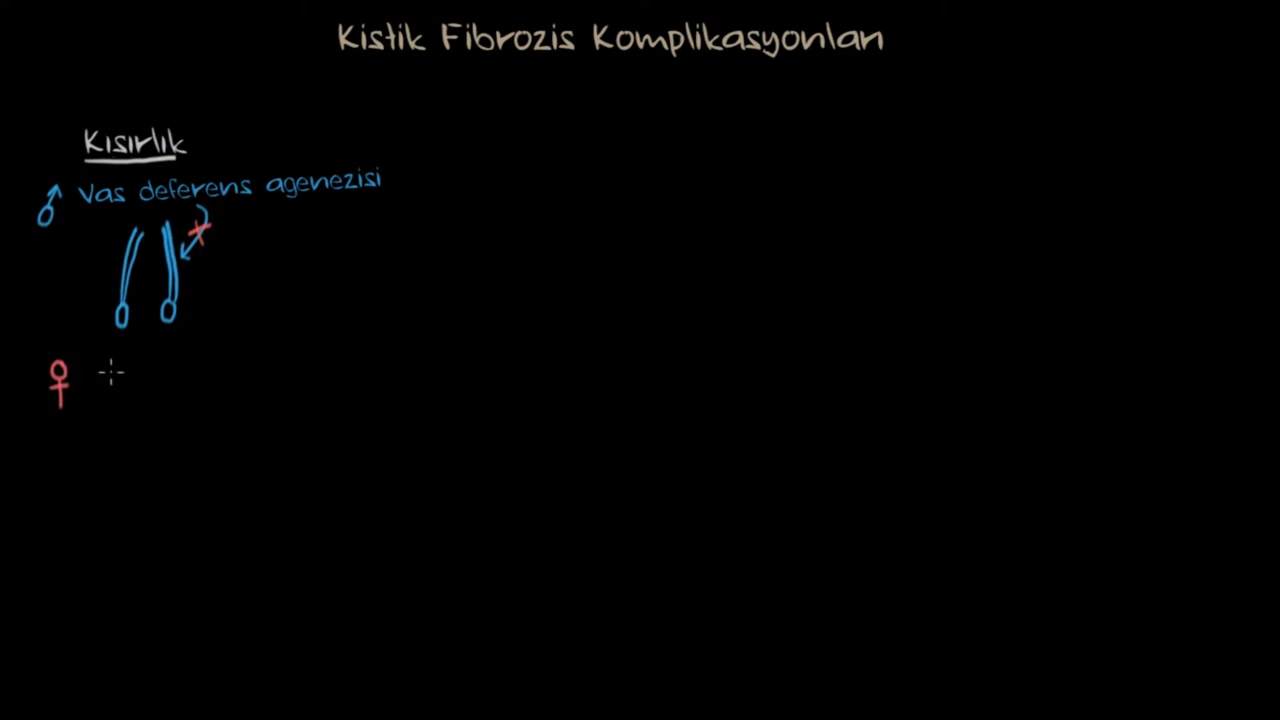 Kistik Fibrozis Komplikasyonları
Kısırlık
♂ Vas deferens agenezisi
♀